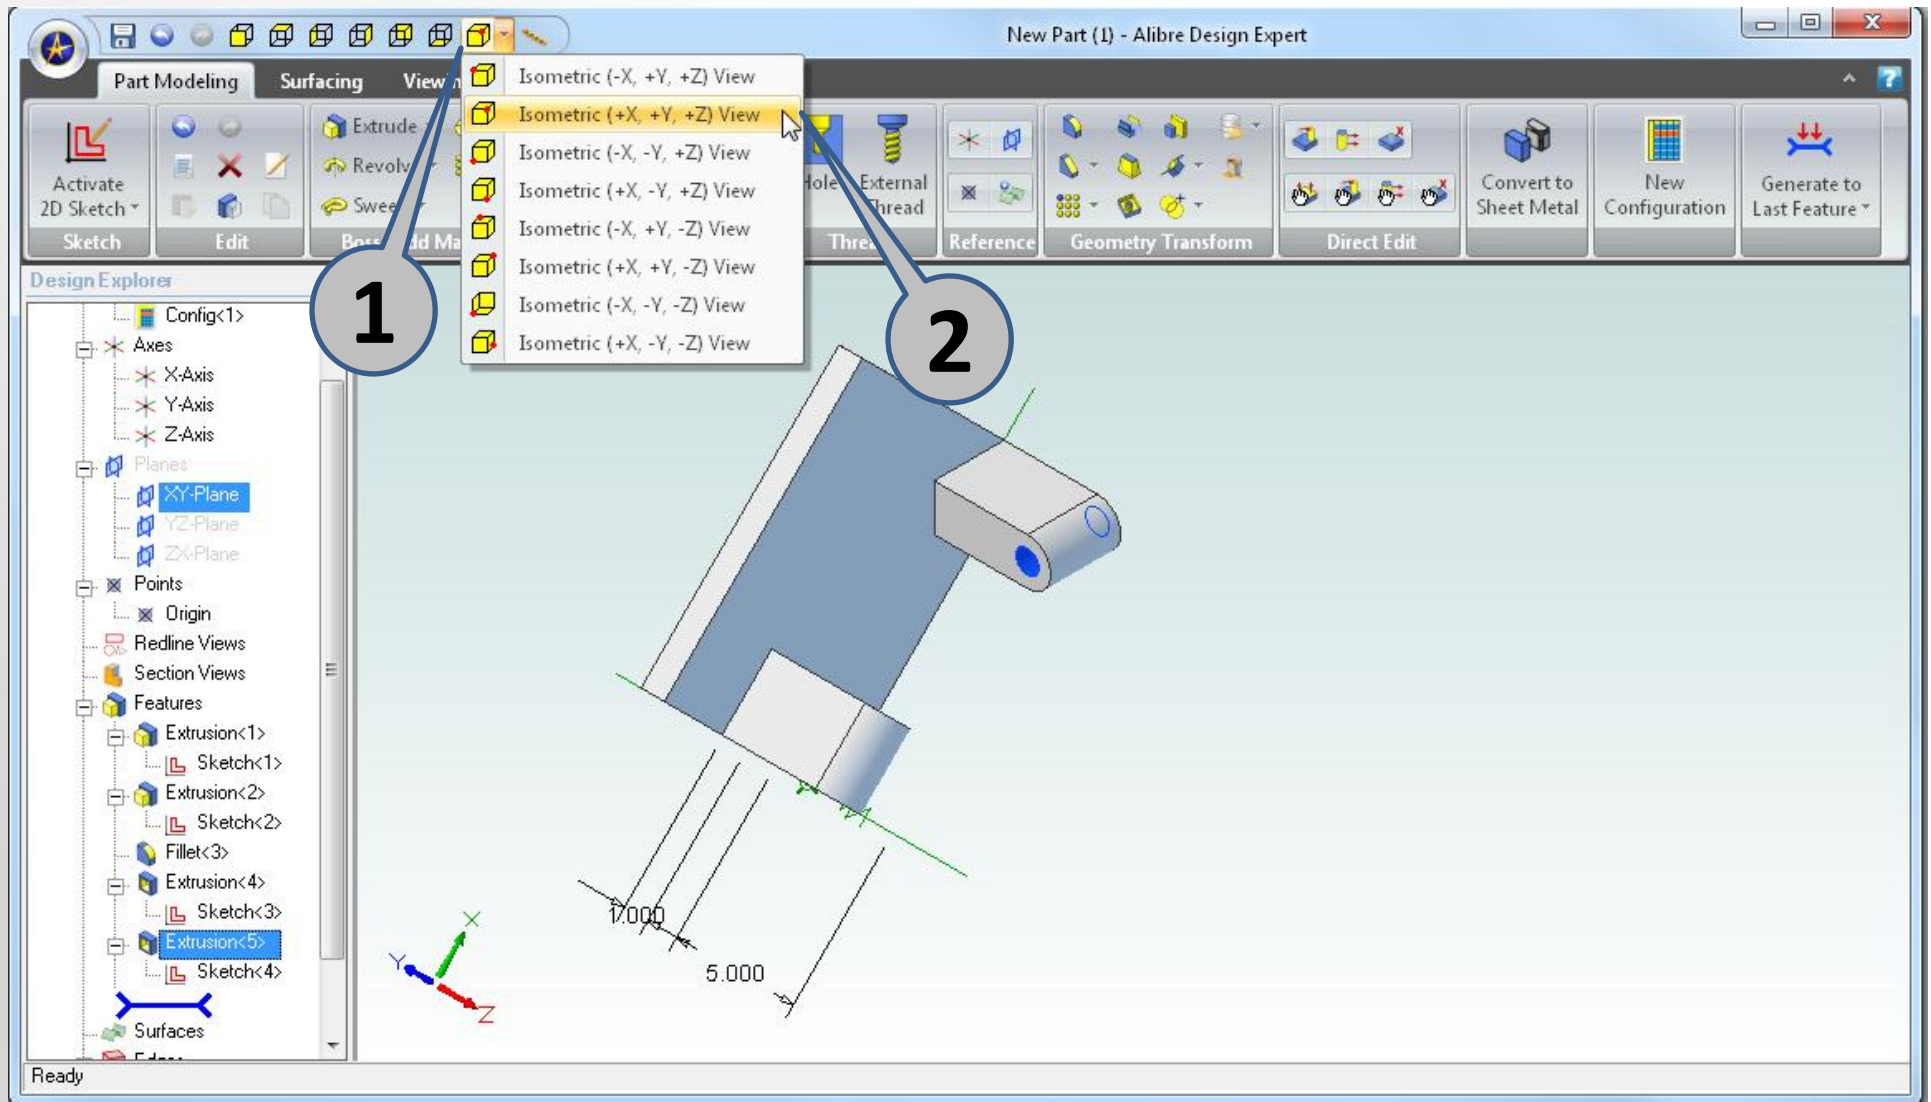 New Part (1) - Alibre Design Expert
Part Modeling
Surfacing
1
Isometric (-X, +Y, +Z) View
Isometric (+X, +Y, +Z) View
Isometric (-X, -Y, +Z) View
Isometric (+X, -Y, +Z) View
Isometric (-X, +Y, -Z) View
Isometric (+X, +Y, -Z) View
Isometric (-X, -Y, -Z) View
Isometric (+X, -Y, -Z) View
2
Activate
2D Sketch
Sketch
Edit
Extrude
External
Reference
Geometry Transform
Direct Edit
Convert to
Sheet Metal
New
Configuration
Generate to
Last Feature
Design Explorer
Config<1>
Axes
X-Axis
Y-Axis
Z-Axis
Planes
XY-Plane
YZ-Plane
ZX-Plane
Points
Origin
Redline Views
Section Views
Features
Extrusion<1>
Sketch<1>
Extrusion<2>
Sketch<2>
Fillet<3>
Extrusion<4>
Sketch<3>
Extrusion<5>
Sketch<4>
Surfaces
1.000
5.000
X
Y
Z
Ready